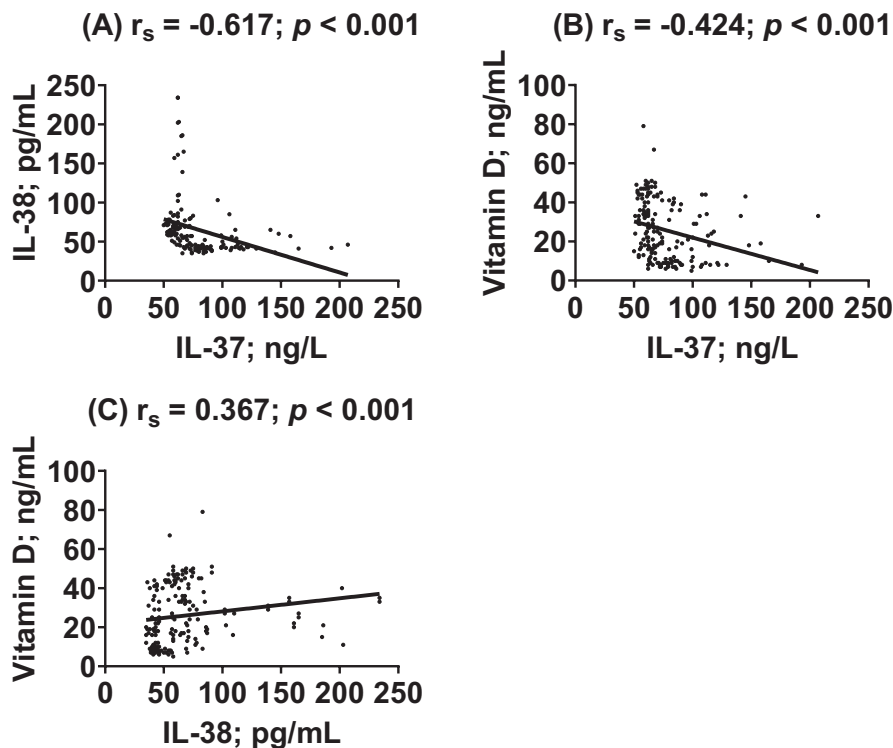 (A) rs = -0.617; p < 0.001
IL-38; pg/mL
250
200
150
100
50
0
0 50 100 150 200 250
IL-37; ng/L
(B) rs = -0.424; p < 0.001
Vitamin D; ng/mL
100
80
60
40
20
0
0 50 100 150 200 250
IL-37; ng/L
(C) rs = 0.367; p < 0.001
Vitamin D; ng/mL
100
80
60
40
20
0
0 50 100 150 200 250
IL-38; pg/mL